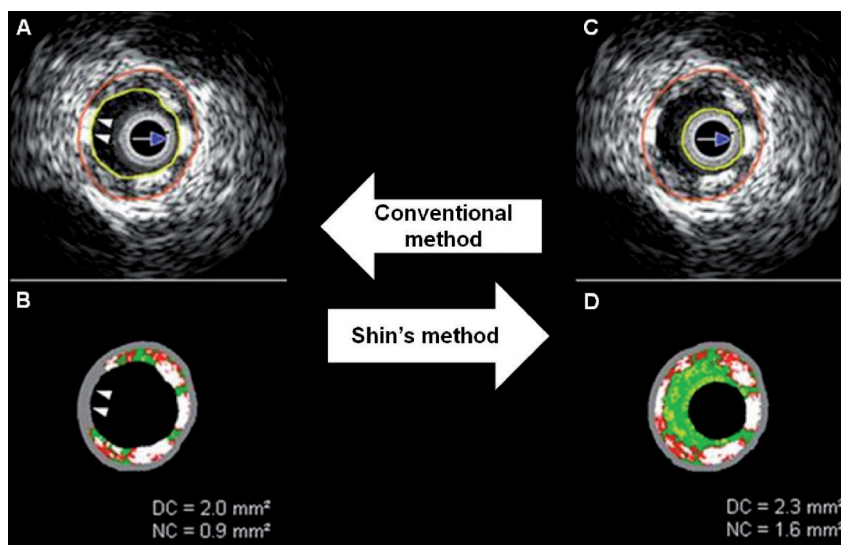 A
C
Conventional
method
B
D
Shin's method
DC = 2.0 mm²
NC = 0.9 mm²
DC = 2.3 mm²
NC = 1.6 mm²